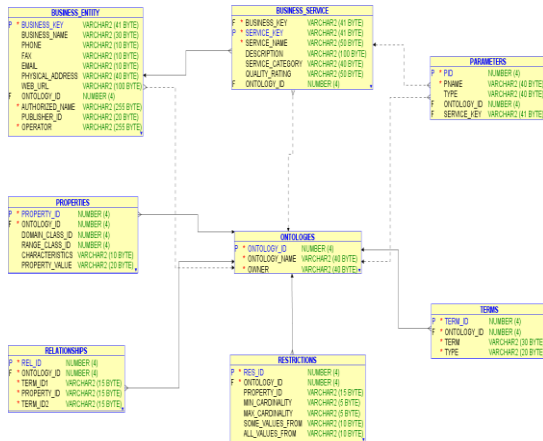 BUSINESS_ENTITY
P * BUSINESS_KEY VARCHAR2 (41 BYTE)
BUSINESS_NAME VARCHAR2 (30 BYTE)
PHONE VARCHAR2 (10 BYTE)
FAX VARCHAR2 (10 BYTE)
EMAIL VARCHAR2 (10 BYTE)
PHYSICAL_ADDRESS VARCHAR2 (40 BYTE)
WEB_URL VARCHAR2 (100 BYTE)
F ONTOLOGY_ID NUMBER (4)
* AUTHORIZED_NAME VARCHAR2 (255 BYTE)
PUBLISHER_ID VARCHAR2 (20 BYTE)
* OPERATOR VARCHAR2 (255 BYTE)
BUSINESS_SERVICE
F * BUSINESS_KEY VARCHAR2 (41 BYTE)
P * SERVICE_KEY VARCHAR2 (41 BYTE)
* SERVICE_NAME VARCHAR2 (50 BYTE)
DESCRIPTION VARCHAR2 (100 BYTE)
SERVICE_CATEGORY VARCHAR2 (40 BYTE)
QUALITY_RATING VARCHAR2 (50 BYTE)
F ONTOLOGY_ID NUMBER (4)
PARAMETERS
P * PID NUMBER (4)
* PNAME VARCHAR2 (40 BYTE)
TYPE VARCHAR2 (40 BYTE)
F ONTOLOGY_ID NUMBER (4)
F SERVICE_KEY VARCHAR2 (41 BYTE)
PROPERTIES
P * PROPERTY_ID NUMBER (4)
F * ONTOLOGY_ID NUMBER (4)
DOMAIN_CLASS_ID NUMBER (4)
RANGE_CLASS_ID NUMBER (4)
CHARACTERISTICS VARCHAR2 (10 BYTE)
PROPERTY_VALUE VARCHAR2 (20 BYTE)
ONTOLOGIES
P * ONTOLOGY_ID NUMBER (4)
* ONTOLOGY_NAME VARCHAR2 (40 BYTE)
* OWNER VARCHAR2 (40 BYTE)
TERMS
P * TERM_ID NUMBER (4)
F * ONTOLOGY_ID NUMBER (4)
* TERM VARCHAR2 (30 BYTE)
* TYPE VARCHAR2 (20 BYTE)
RELATIONSHIPS
P * REL_ID NUMBER (4)
F * ONTOLOGY_ID NUMBER (4)
* TERM_ID1 VARCHAR2 (15 BYTE)
* PROPERTY_ID VARCHAR2 (15 BYTE)
* TERM_ID2 VARCHAR2 (15 BYTE)
RESTRICTIONS
P * RES_ID NUMBER (4)
F * ONTOLOGY_ID NUMBER (4)
PROPERTY_ID VARCHAR2 (15 BYTE)
MIN_CARDINALITY VARCHAR2 (5 BYTE)
MAX_CARDINALITY VARCHAR2 (5 BYTE)
SOME_VALUES_FROM VARCHAR2 (10 BYTE)
ALL_VALUES_FROM VARCHAR2 (10 BYTE)